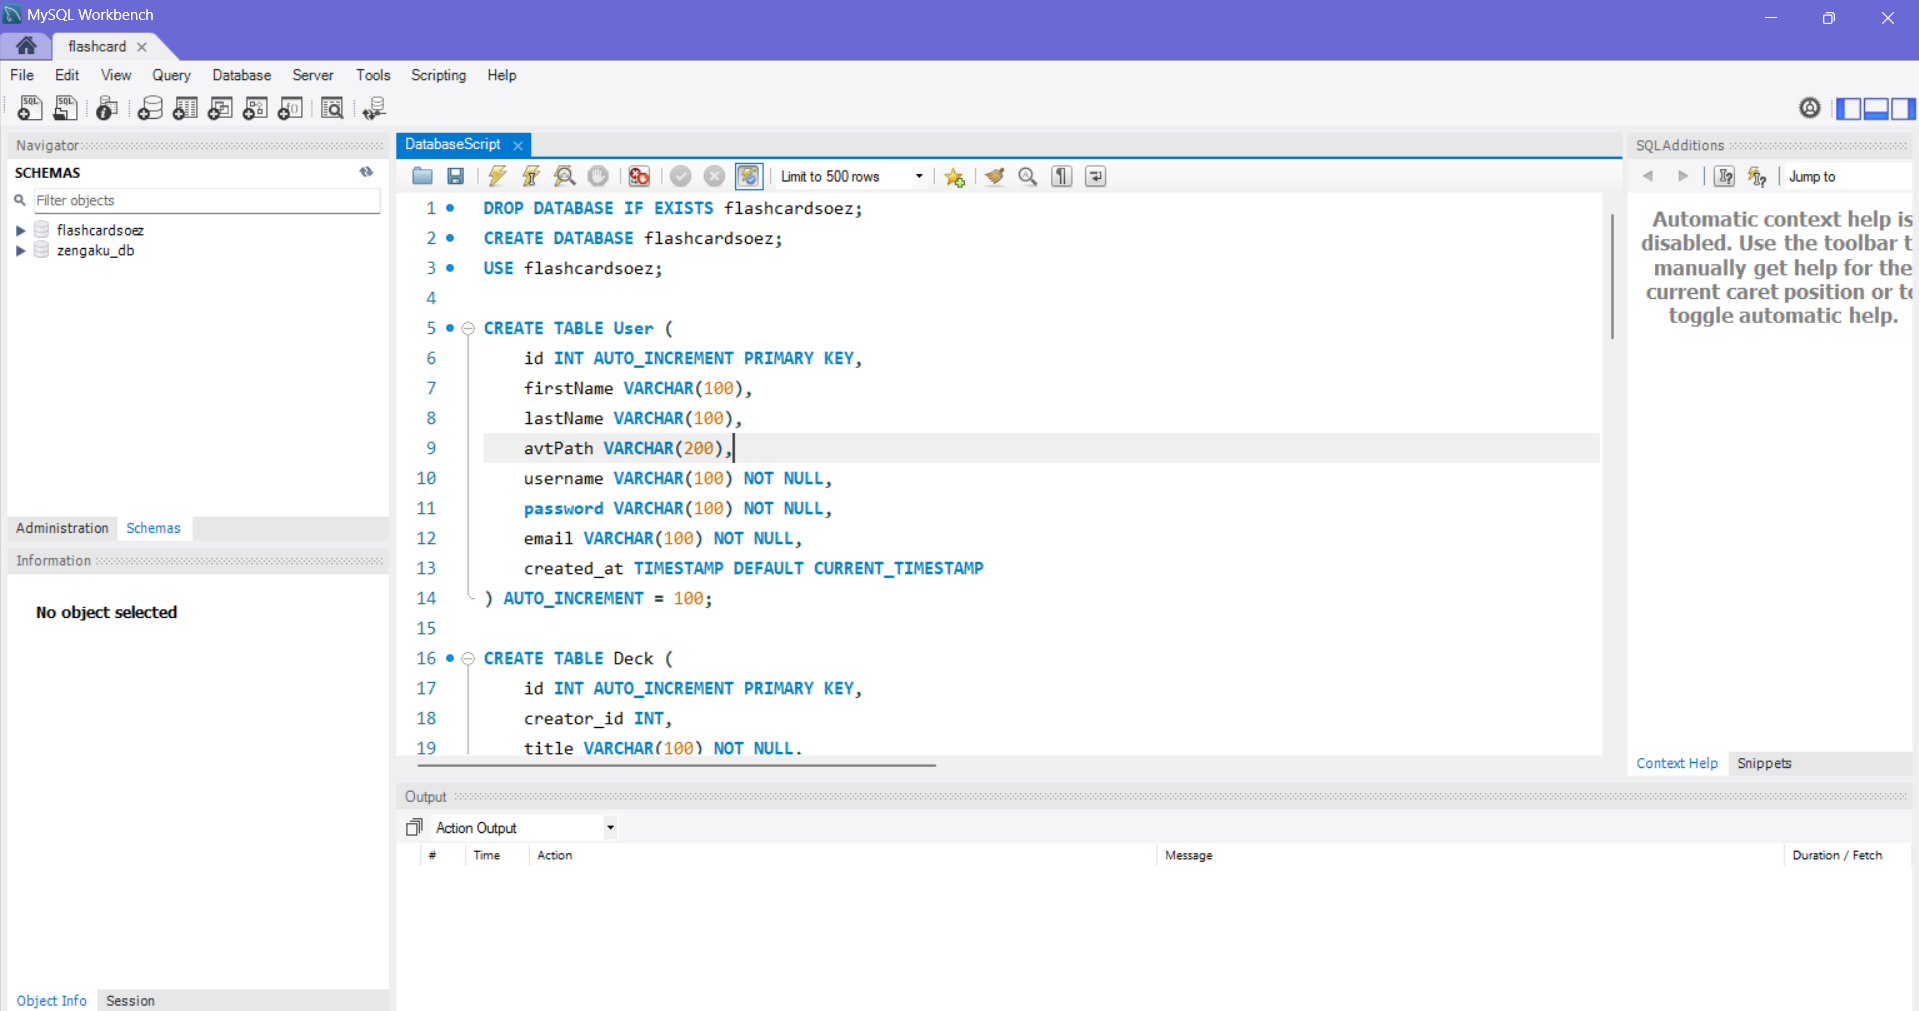 MySQL Workbench
flashcard
File Edit View Query Database Server Tools Scripting Help
Navigator
SCHEMAS
Filter objects
flashcardsoez
zengaku_db
Administration Schemas
Information
No object selected
Object Info Session
DatabaseScript
Limit to 500 rows
1 DROP DATABASE IF EXISTS flashcardsoez;
2 CREATE DATABASE flashcardsoez;
3 USE flashcardsoez;
4
5 CREATE TABLE User (
6 id INT AUTO_INCREMENT PRIMARY KEY,
7 firstName VARCHAR(100),
8 lastName VARCHAR(100),
9 avtPath VARCHAR(200),
10 username VARCHAR(100) NOT NULL,
11 password VARCHAR(100) NOT NULL,
12 email VARCHAR(100) NOT NULL,
13 created_at TIMESTAMP DEFAULT CURRENT_TIMESTAMP
14 ) AUTO_INCREMENT = 100;
15
16 CREATE TABLE Deck (
17 id INT AUTO_INCREMENT PRIMARY KEY,
18 creator_id INT,
19 title VARCHAR(100) NOT NULL,
SQLAdditions
Jump to
Automatic context help is
disabled. Use the toolbar t
manually get help for the
current caret position or to
toggle automatic help.
Context Help Snippets
Output
Action Output
# Time Action Message Duration / Fetch